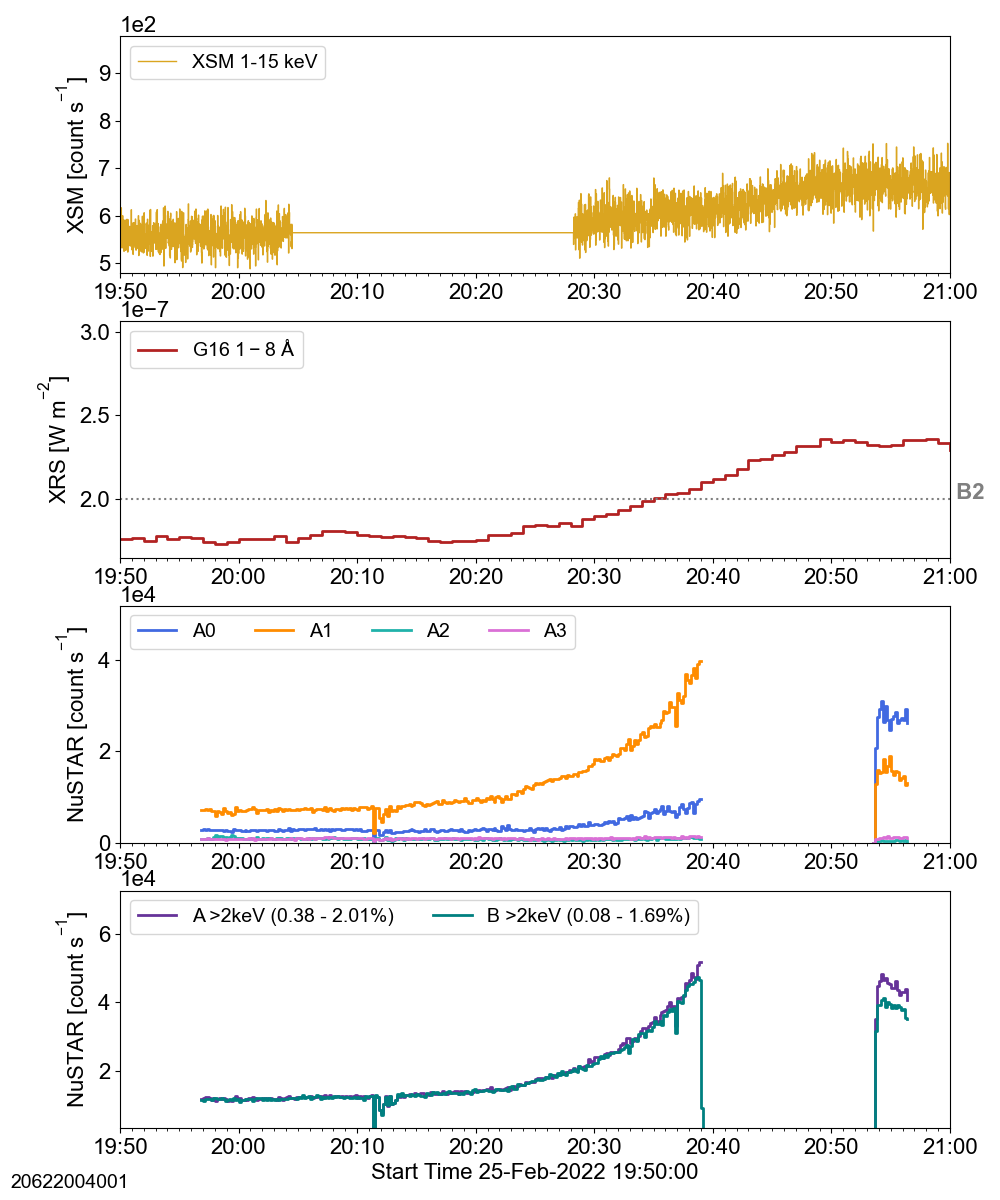 1e2
XSM 1-15 keV
XSM [count s⁻¹]
9
8
7
6
5
19:50 20:00 20:10 20:20 20:30 20:40 20:50 21:00
1e−7
G16 1 − 8 Å
XRS [W m⁻²]
3.0
2.5
2.0
B2
19:50 20:00 20:10 20:20 20:30 20:40 20:50 21:00
1e4
A0 A1 A2 A3
NuSTAR [count s⁻¹]
4
2
0
19:50 20:00 20:10 20:20 20:30 20:40 20:50 21:00
1e4
A >2keV (0.38 - 2.01%) B >2keV (0.08 - 1.69%)
NuSTAR [count s⁻¹]
6
4
2
19:50 20:00 20:10 20:20 20:30 20:40 20:50 21:00
Start Time 25-Feb-2022 19:50:00
20622004001